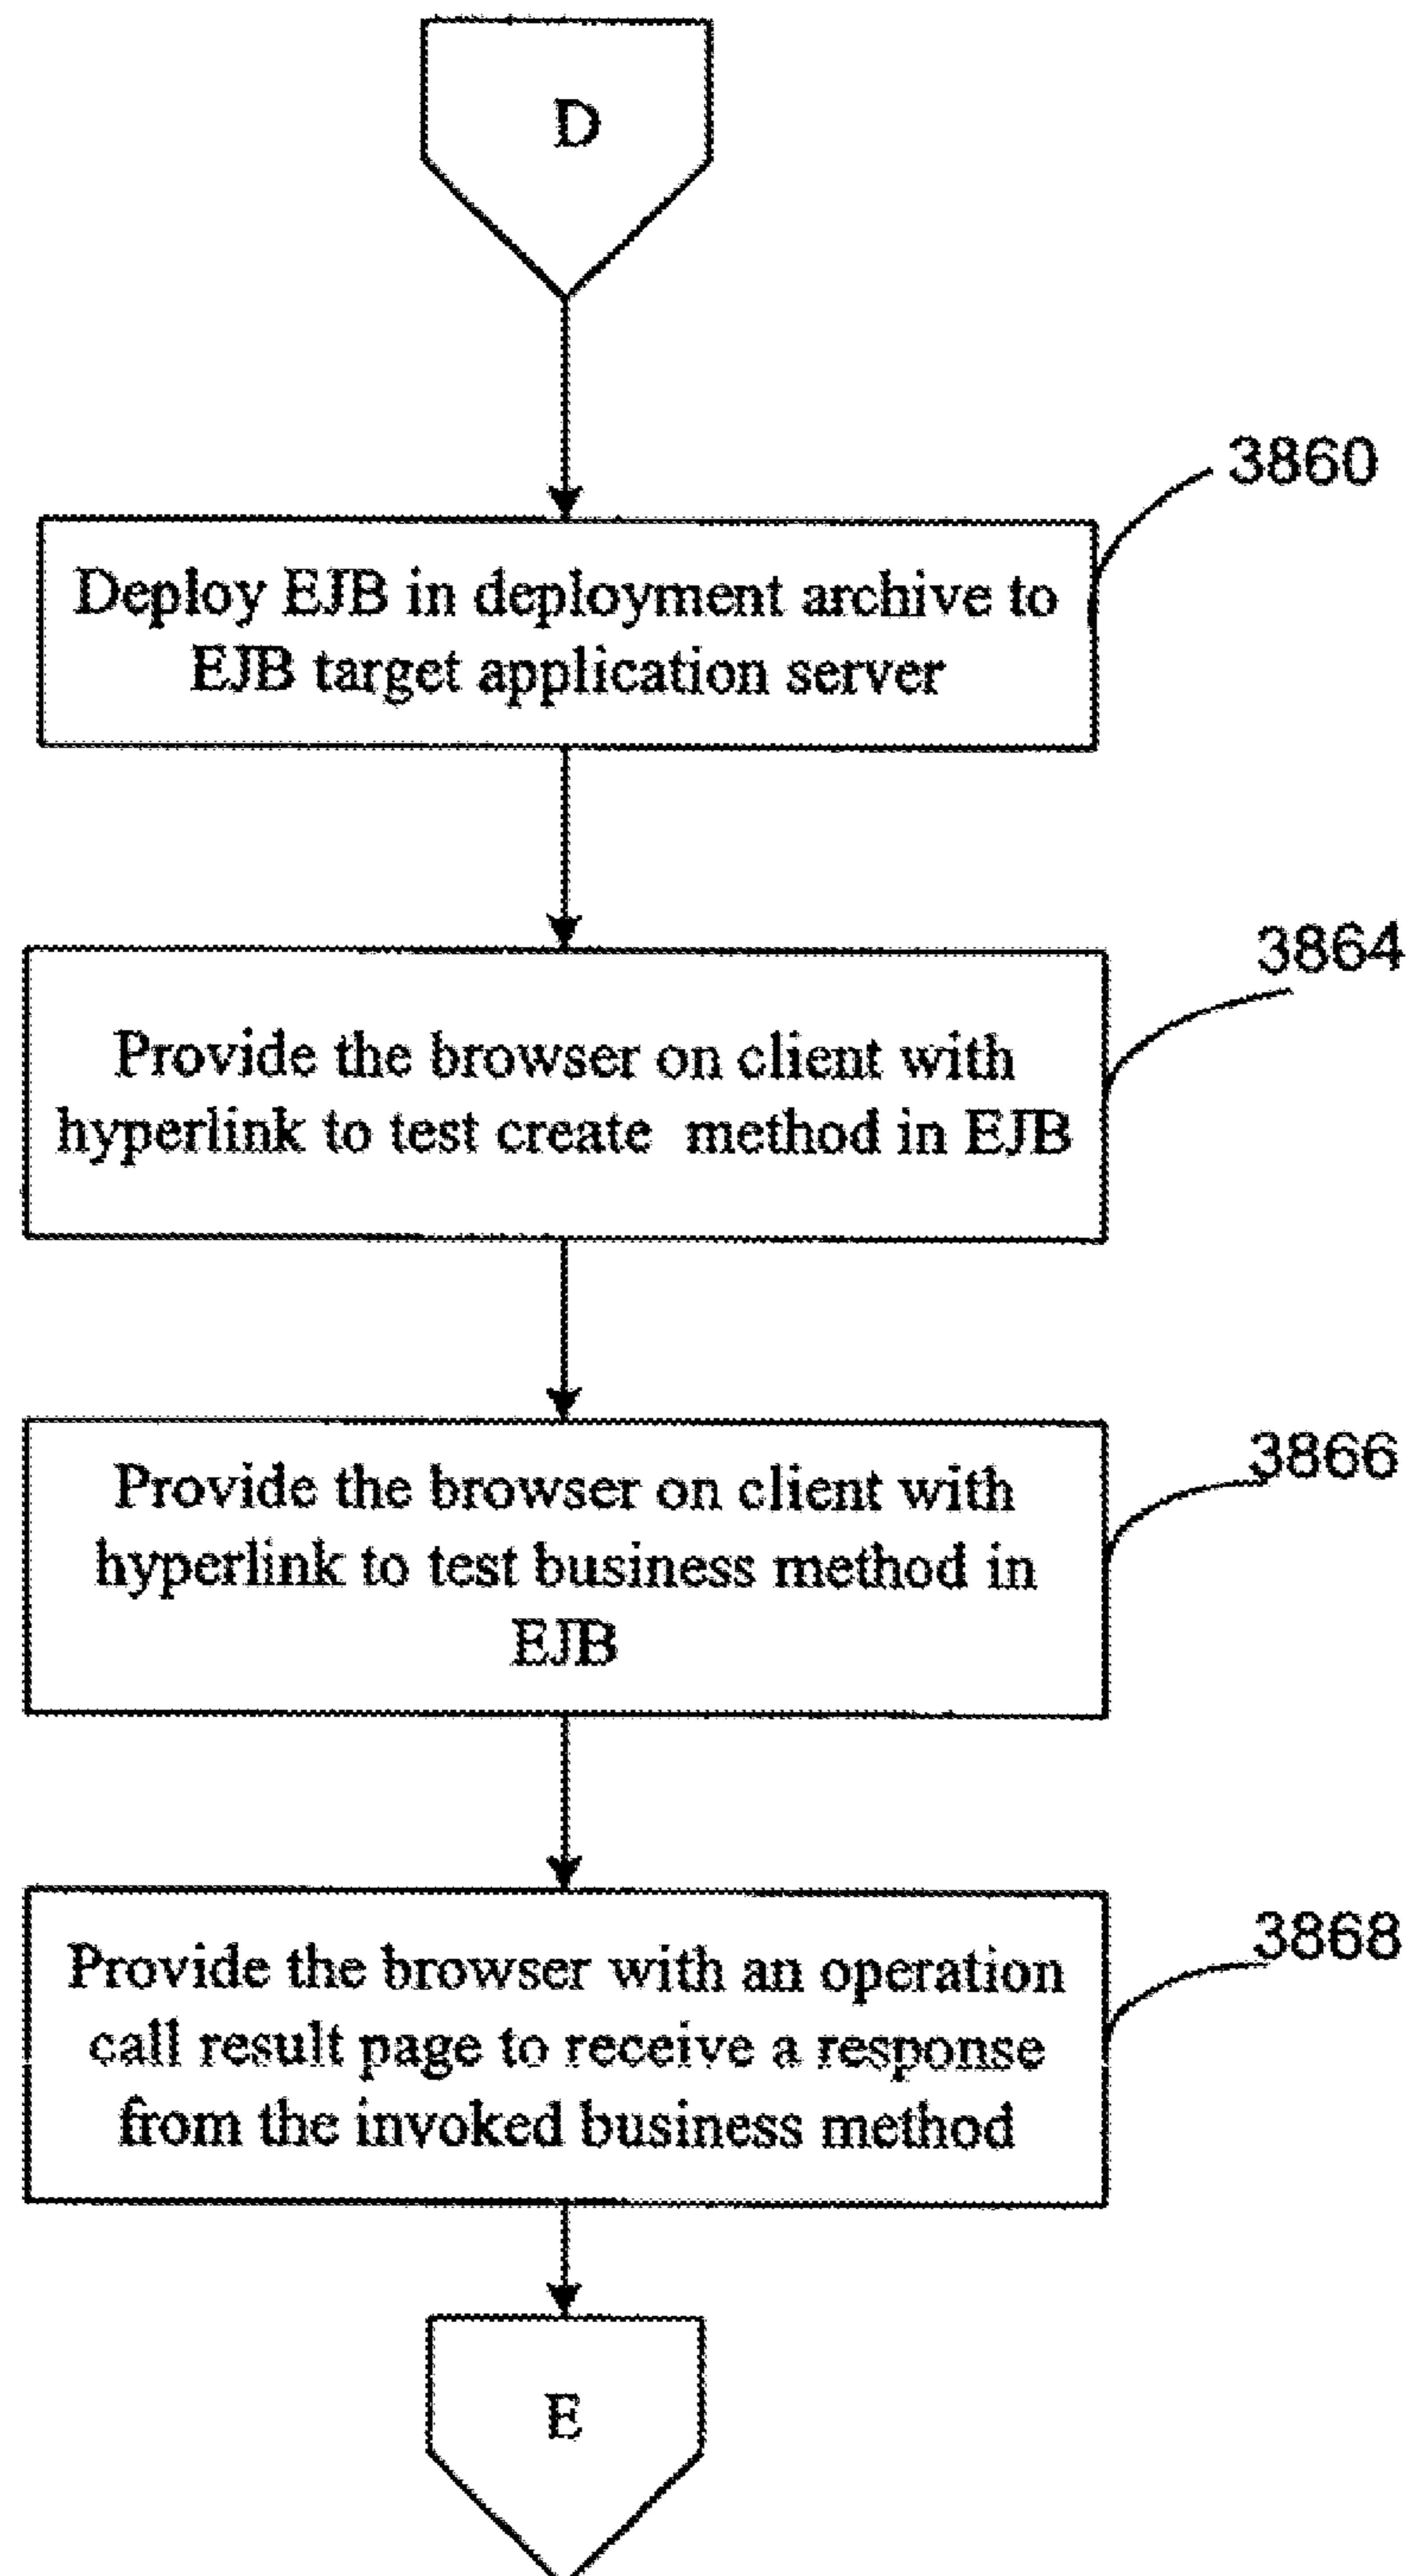 D
3860
Deploy EJB in deployment archive to
EJB target application server
3864
Provide the browser on client with
hyperlink to test create method in EJB
3866
Provide the browser on client with
hyperlink to test business method in
EJB
3868
Provide the browser with an operation
call result page to receive a response
from the invoked business method
E